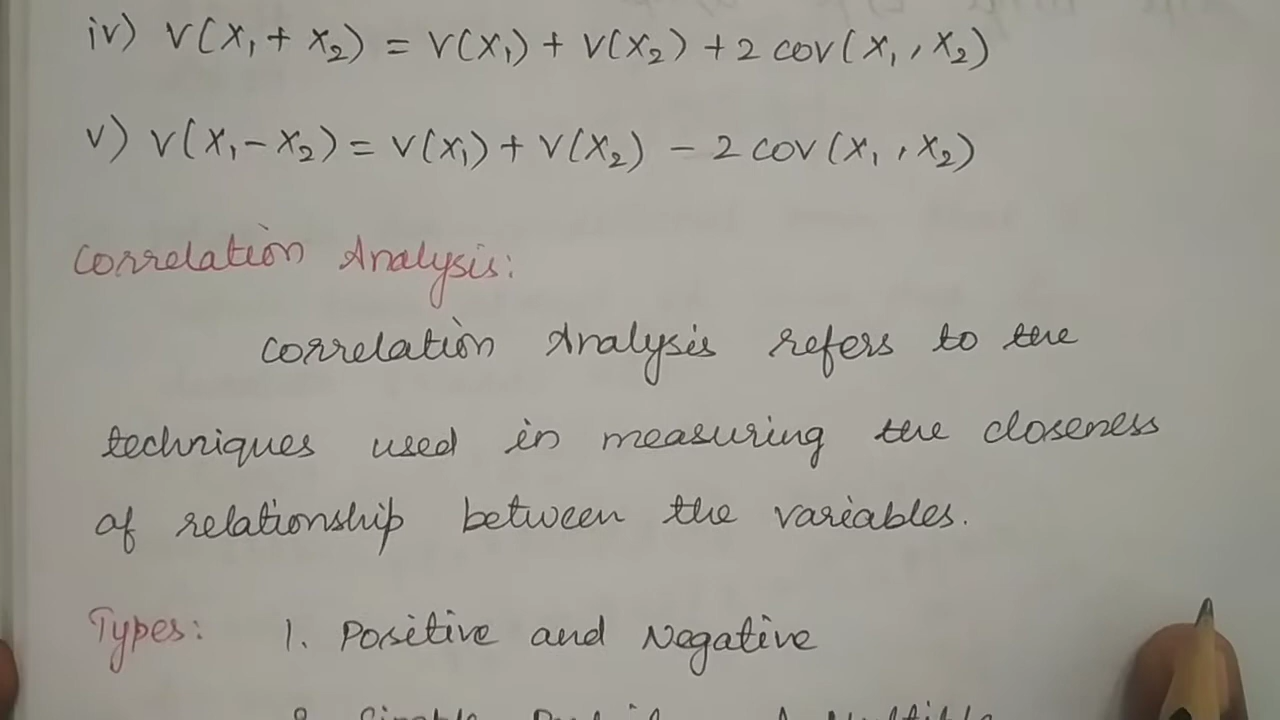 iv) V(X₁ + X₂) = V(X₁) + V(X₂) + 2 cov(X₁, X₂)
v) V(X₁ - X₂) = V(X₁) + V(X₂) - 2 cov(X₁, X₂)
Correlation Analysis:
Correlation Analysis refers to the
techniques used in measuring the closeness
of relationship between the variables.
Types: 1. Positive and Negative